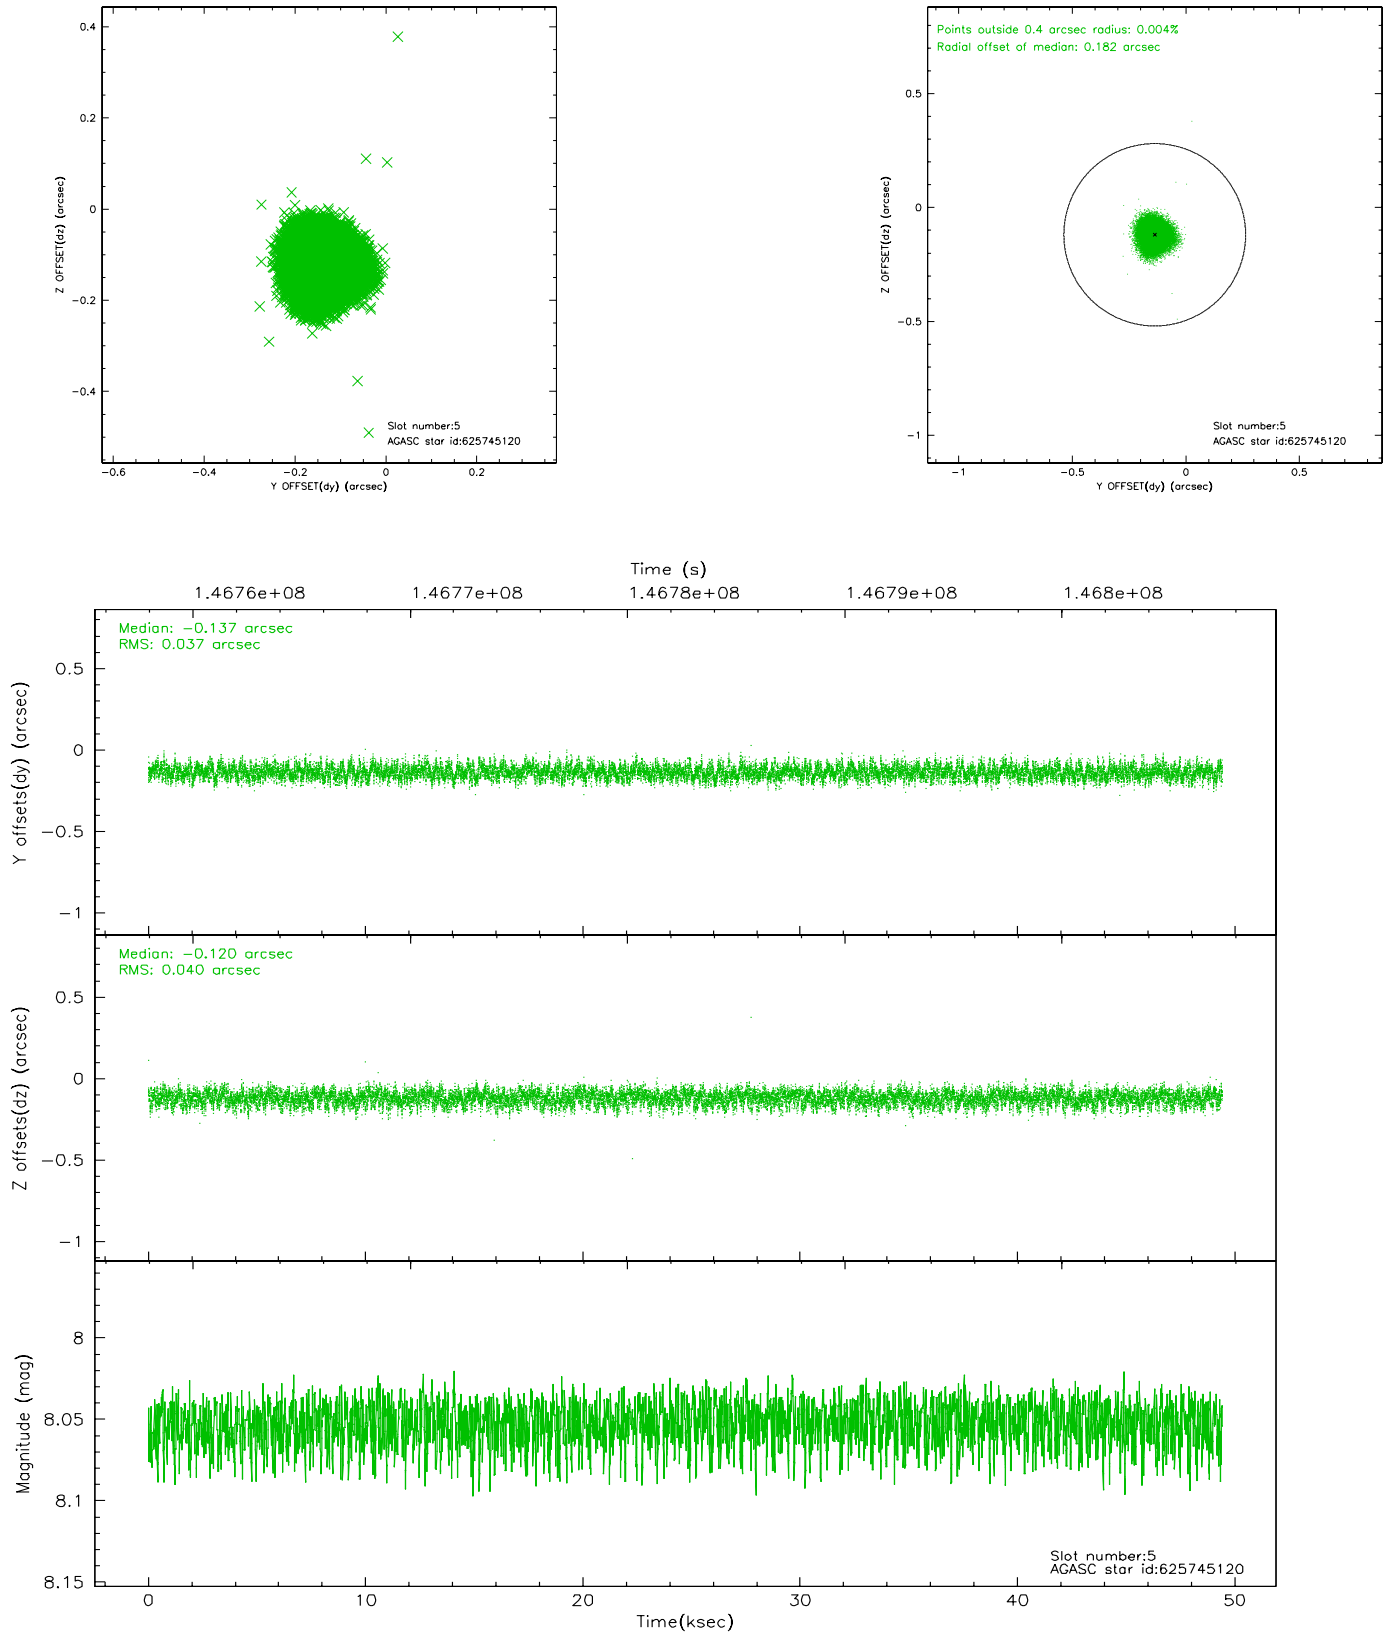 0.4
0.2
0
−0.2
−0.4
Z OFFSET(dz) (arcsec)
Slot number:5
AGASC star id:625745120
−0.6 −0.4 −0.2 0 0.2
Y OFFSET(dy) (arcsec)
Points outside 0.4 arcsec radius: 0.004%
Radial offset of median: 0.182 arcsec
0.5
0
−0.5
−1
Z OFFSET(dz) (arcsec)
Slot number:5
AGASC star id:625745120
−1 −0.5 0 0.5
Y OFFSET(dy) (arcsec)
Time (s)
1.4676e+08 1.4677e+08 1.4678e+08 1.4679e+08 1.468e+08
Median: −0.137 arcsec
RMS: 0.037 arcsec
0.5
0
−0.5
−1
Y offsets(dy) (arcsec)
Median: −0.120 arcsec
RMS: 0.040 arcsec
0.5
0
−0.5
−1
Z offsets(dz) (arcsec)
8
8.05
8.1
8.15
Magnitude (mag)
Slot number:5
AGASC star id:625745120
0 10 20 30 40 50
Time(ksec)